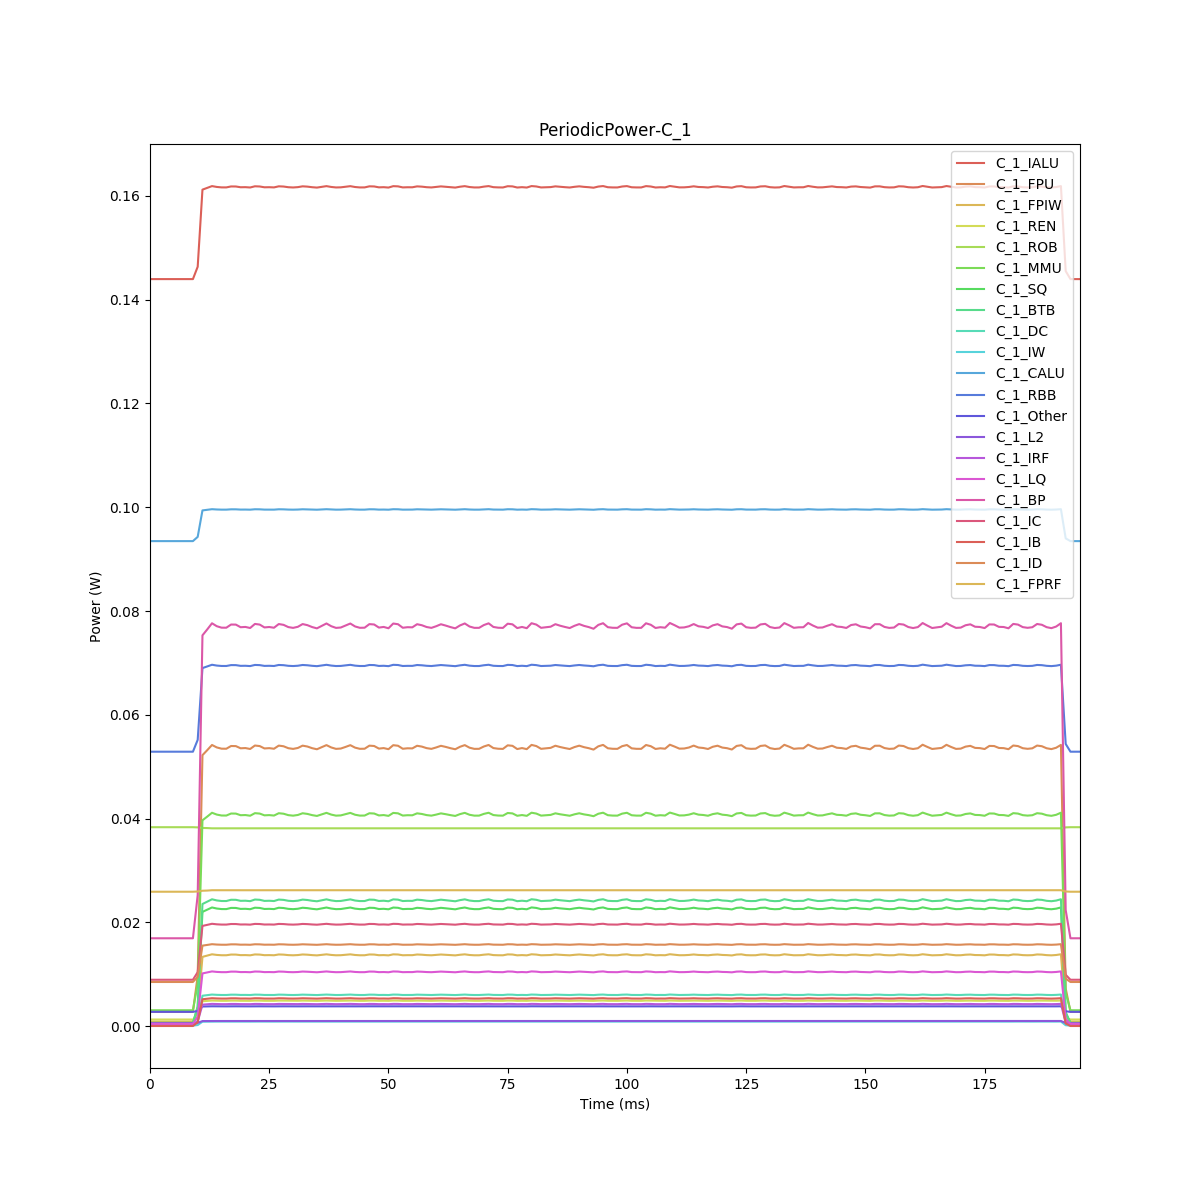 PeriodicPower-C_1
Power (W)
0.16
0.14
0.12
0.10
0.08
0.06
0.04
0.02
0.00
0 25 50 75 100 125 150 175
Time (ms)
C_1_IALU
C_1_FPU
C_1_FPIW
C_1_REN
C_1_ROB
C_1_MMU
C_1_SQ
C_1_BTB
C_1_DC
C_1_IW
C_1_CALU
C_1_RBB
C_1_Other
C_1_L2
C_1_IRF
C_1_LQ
C_1_BP
C_1_IC
C_1_IB
C_1_ID
C_1_FPRF